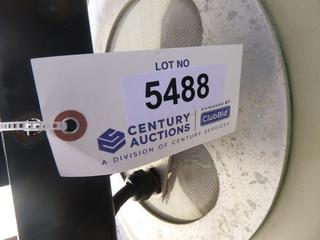 LOT NO
5488
CENTURY
AUCTIONS
POWERED BY
ClubBid
A DIVISION OF CENTURY SERVICES